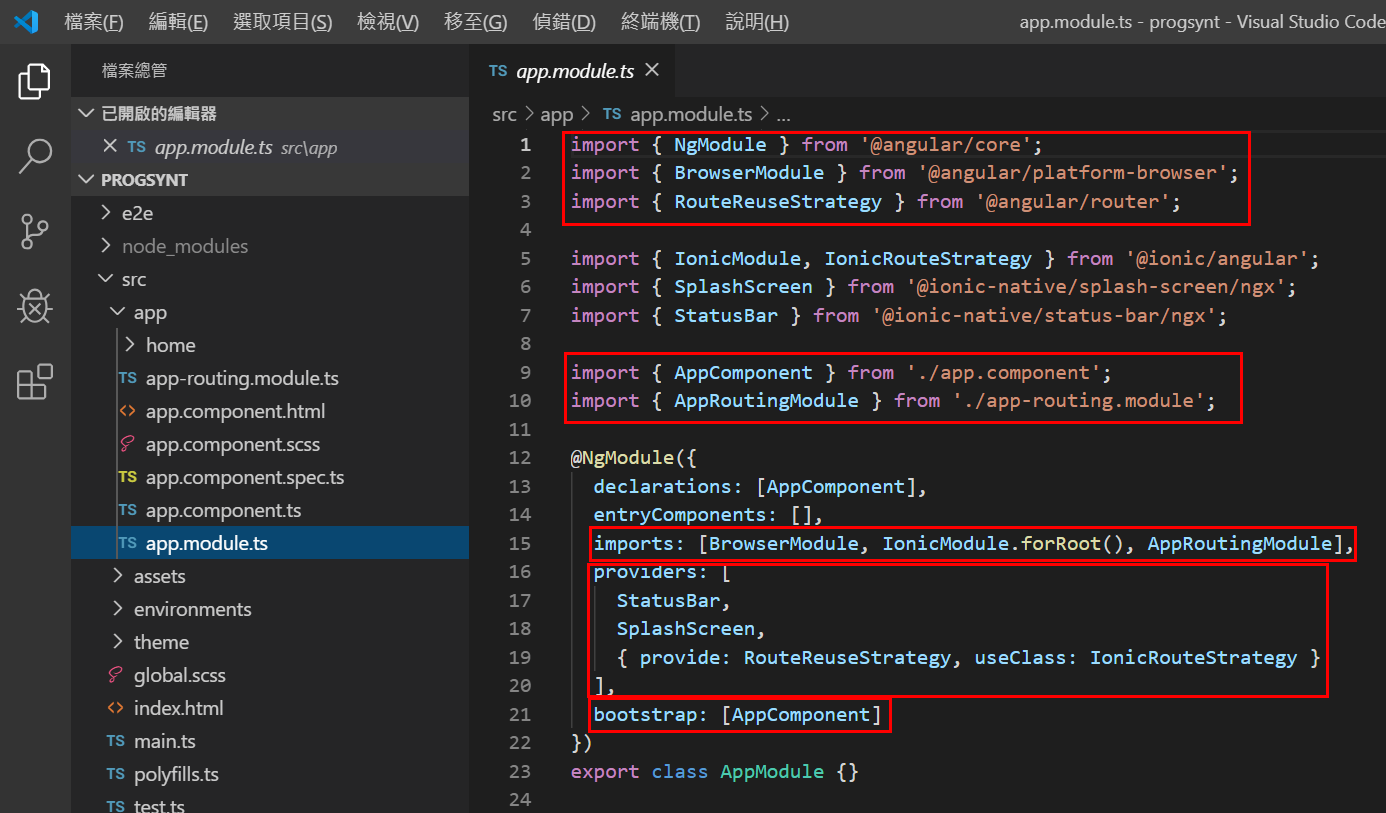 檔案(F) 編輯(E) 選取項目(S) 檢視(V) 移至(G) 偵錯(D) 終端機(T) 說明(H) app.module.ts - progsynt - Visual Studio Code
檔案總管
已開啟的編輯器
TS app.module.ts src\app
PROGSYNT
e2e
node_modules
src
app
home
TS app-routing.module.ts
<> app.component.html
app.component.scss
TS app.component.spec.ts
TS app.component.ts
TS app.module.ts
assets
environments
theme
global.scss
<> index.html
TS main.ts
TS polyfills.ts
TS test.ts
TS app.module.ts
src > app > TS app.module.ts > ...
1 import { NgModule } from '@angular/core';
2 import { BrowserModule } from '@angular/platform-browser';
3 import { RouteReuseStrategy } from '@angular/router';
4
5 import { IonicModule, IonicRouteStrategy } from '@ionic/angular';
6 import { SplashScreen } from '@ionic-native/splash-screen/ngx';
7 import { StatusBar } from '@ionic-native/status-bar/ngx';
8
9 import { AppComponent } from './app.component';
10 import { AppRoutingModule } from './app-routing.module';
11
12 @NgModule({
13 declarations: [AppComponent],
14 entryComponents: [],
15 imports: [BrowserModule, IonicModule.forRoot(), AppRoutingModule],
16 providers: [
17 StatusBar,
18 SplashScreen,
19 { provide: RouteReuseStrategy, useClass: IonicRouteStrategy }
20 ],
21 bootstrap: [AppComponent]
22 })
23 export class AppModule {}
24